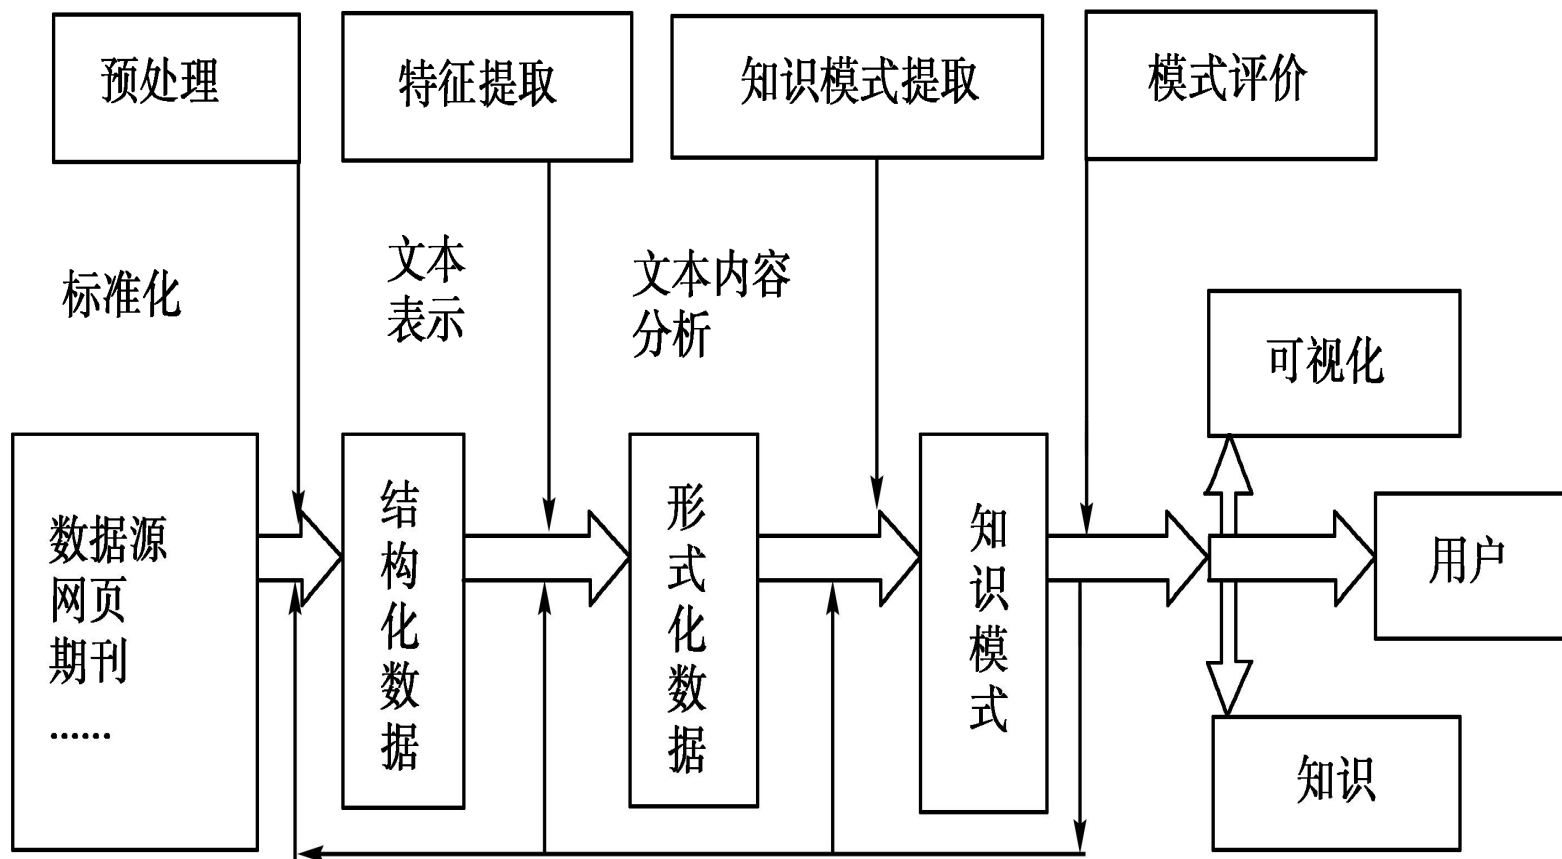 预处理
特征提取
知识模式提取
模式评价
标准化
文本
表示
文本内容
分析
可视化
数据源
网页
期刊
......
结构化数据
形式化数据
知识模式
用户
知识